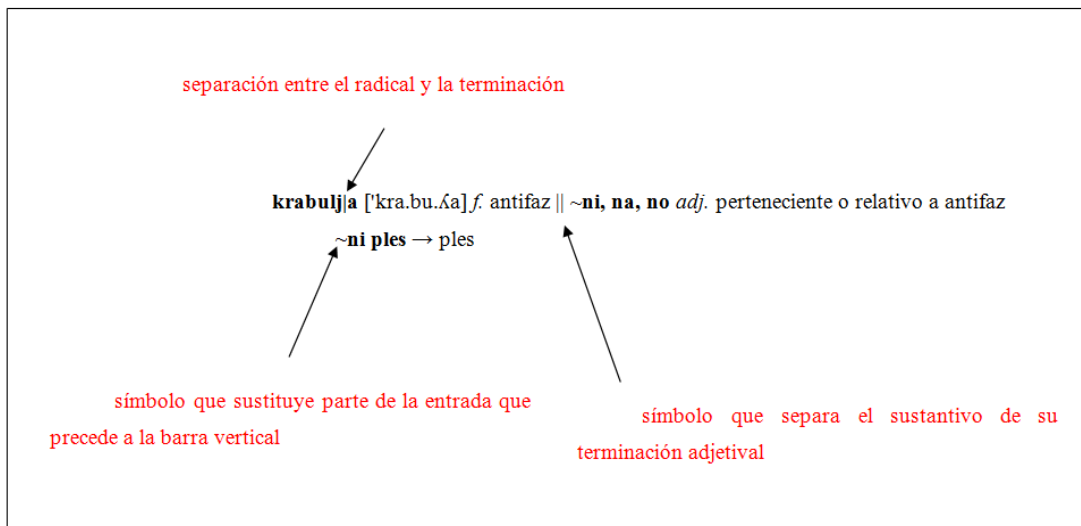 separación entre el radical y la terminación
krabulj|a ['kra.bu.ʎa] f. antifaz || ~ni, na, no adj. perteneciente o relativo a antifaz
~ni ples → ples
símbolo que sustituye parte de la entrada que
precede a la barra vertical
símbolo que separa el sustantivo de su
terminación adjetival